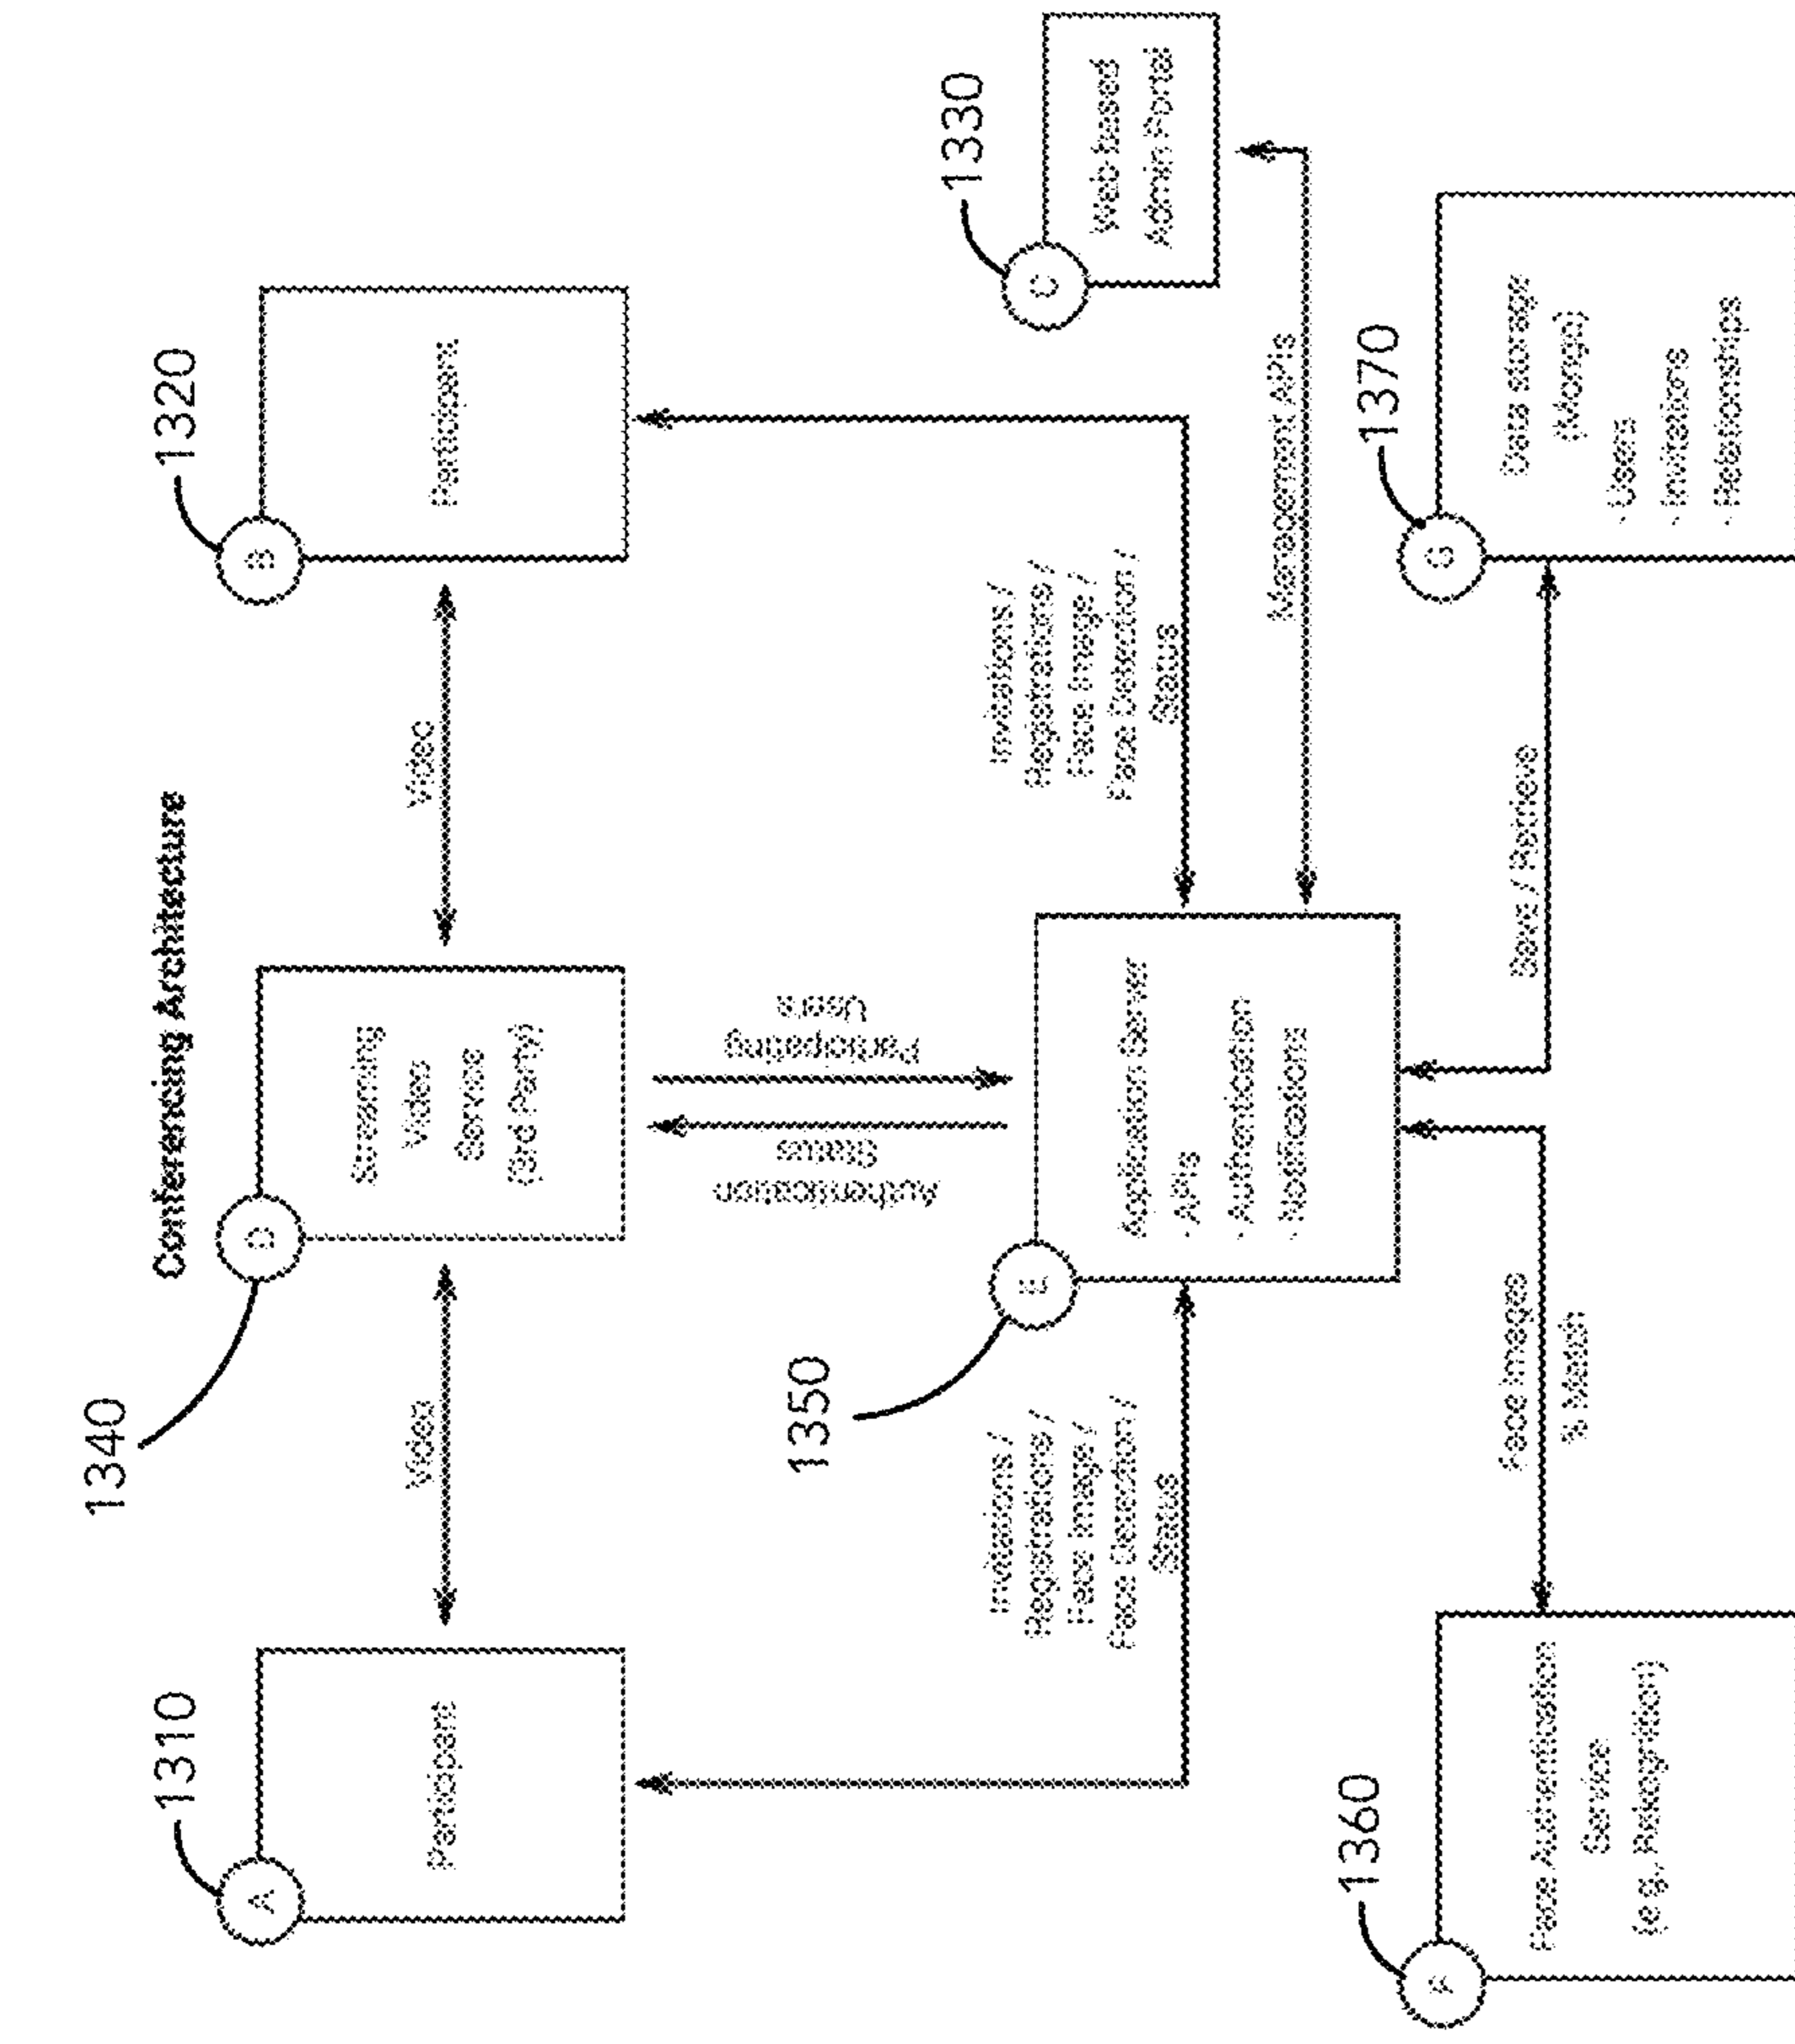 Conferencing Architecture
1310
A
Participant
Video
1340
D
Streaming
Video
Service
(3rd Party)
Video
1320
B
Participant
Invitations /
Registrations /
Face Image /
Face Detection /
Status
Authentication
Status
Participating
Users
Invitations /
Registrations /
Face Image /
Face Detection /
Status
1330
C
Web based
Admin Portal
1350
E
Application Server
- APIs
- Authentication
- Notifications
Management APIs
1360
F
Face Authentication
Service
(e.g., Rekognition)
Face Images
% Match
Save / Retrieve
1370
G
Data storage
(Mongo)
- Users
- Invitations
- Relationships